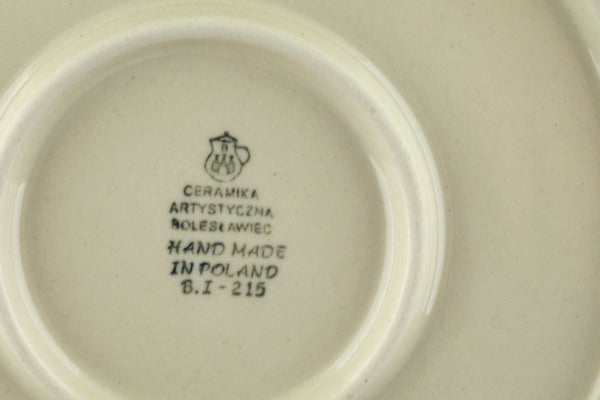 CERAMIKA
ARTYSTYCZNA
BOLESŁAWIEC
HAND MADE
IN POLAND
B.I-215